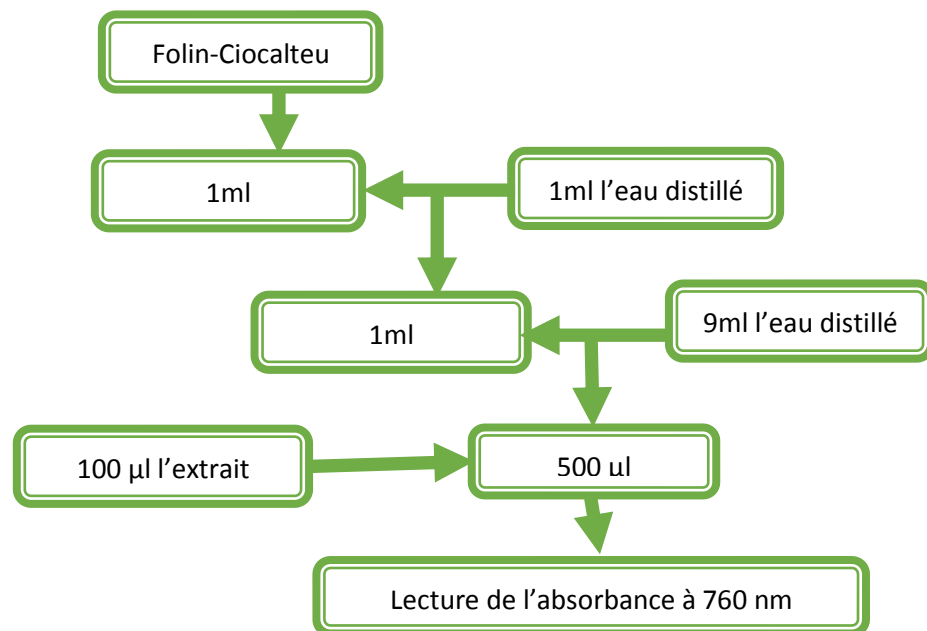 Folin-Ciocalteu
1ml
1ml l’eau distillé
1ml
9ml l’eau distillé
100 µl l’extrait
500 µl
Lecture de l’absorbance à 760 nm